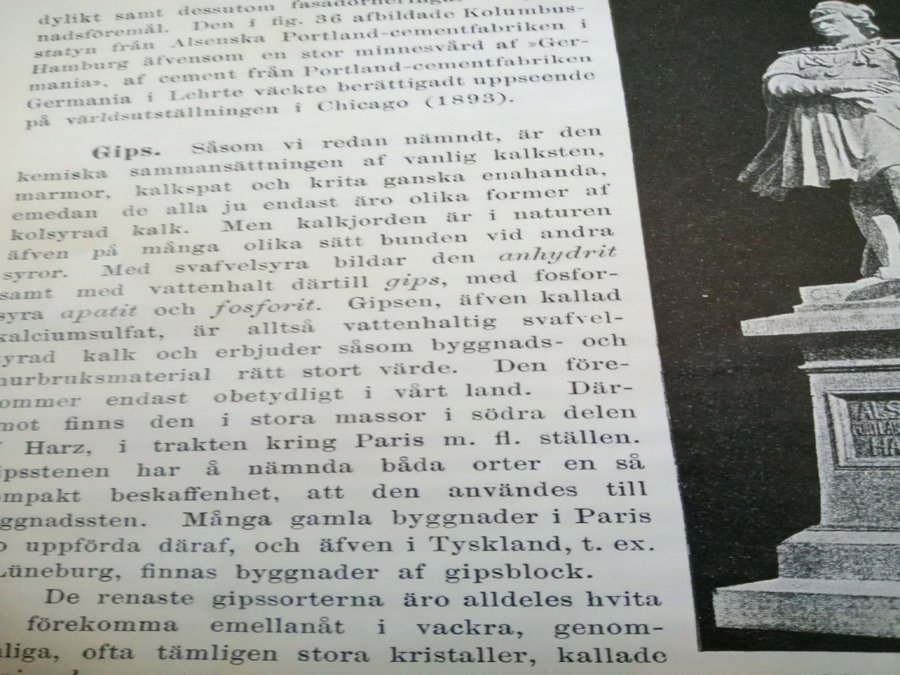 dylikt samt dessutom
nadsföremål. Den i fig. 36 afbildade Kolumbus-
statyn från Alsenska Portland-cementfabriken i
Hamburg äfvensom en stor minnesvård af »Ger-
mania», af cement från Portland-cementfabriken
Germania i Lehrte väckte berättigadt uppseende
på världsutställningen i Chicago (1893).
Gips. Såsom vi redan nämndt, är den
kemiska sammansättningen af vanlig kalksten,
marmor, kalkspat och krita ganska enahanda,
emedan de alla ju endast äro olika former af
kolsyrad kalk. Men kalkjorden är i naturen
äfven på många olika sätt bunden vid andra
syror. Med svafvelsyra bildar den anhydrit
samt med vattenhalt därtill gips, med fosfor-
syra apatit och fosforit. Gipsen, äfven kallad
kalciumsulfat, är alltså vattenhaltig svafvel-
yrad kalk och erbjuder såsom byggnads- och
murbruksmaterial rätt stort värde. Den före-
ommer endast obetydligt i vårt land. Där-
mot finns den i stora massor i södra delen
f Harz, i trakten kring Paris m. fl. ställen.
ipsstenen har å nämnda båda orter en så
ompakt beskaffenhet, att den användes till
ggnadssten. Många gamla byggnader i Paris
o uppförda däraf, och äfven i Tyskland, t. ex.
Lüneburg, finnas byggnader af gipsblock.
De renaste gipssorterna äro alldeles hvita
förekomma emellanåt i vackra, genom-
liga, ofta tämligen stora kristaller, kallade
ALS
HA